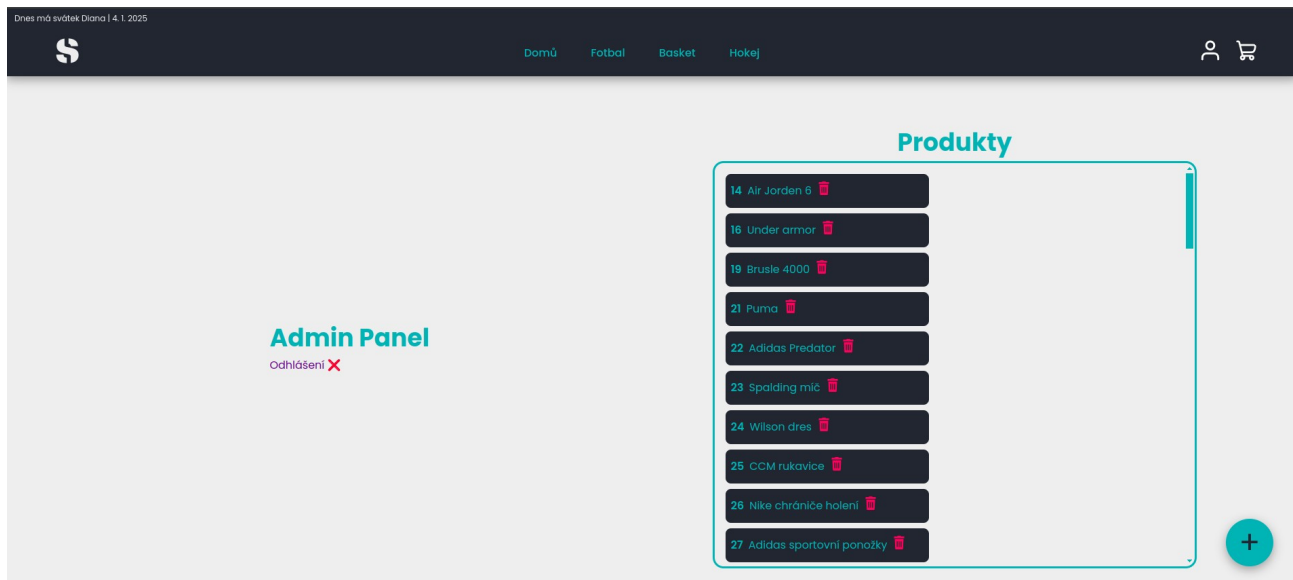 Dnes má svátek Diana | 4. 1. 2025
S
Domů Fotbal Basket Hokej
Produkty
14 Air Jorden 6
16 Under armor
19 Brusle 4000
21 Puma
22 Adidas Predator
23 Spalding míč
24 Wilson dres
25 CCM rukavice
26 Nike chrániče holení
27 Adidas sportovní ponožky
Admin Panel
Odhlášení ❌
+